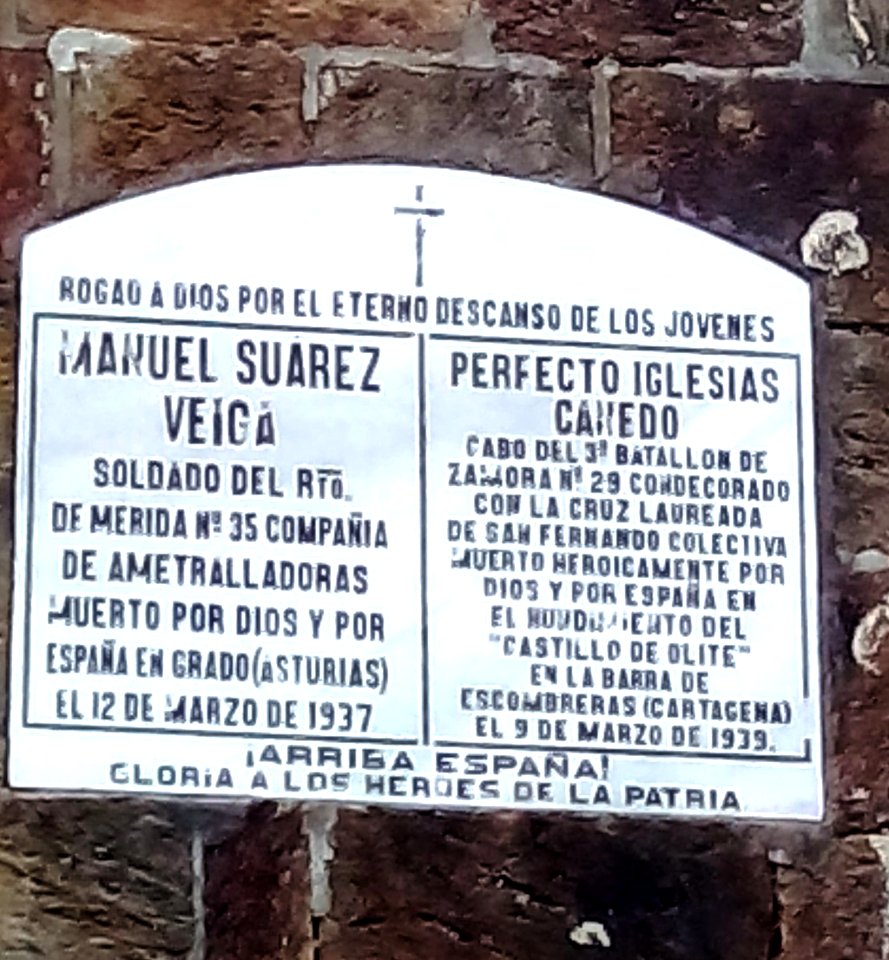 ROGAD A DIOS POR EL ETERNO DESCANSO DE LOS JOVENES
MANUEL SUÁREZ
VEIGA
SOLDADO DEL RTO.
DE MERIDA Nº 35 COMPAÑIA
DE AMETRALLADORAS
MUERTO POR DIOS Y POR
ESPAÑA EN GRADO (ASTURIAS)
EL 12 DE MARZO DE 1937
PERFECTO IGLESIAS
CANEDO
CABO DEL 3º BATALLON DE
ZAMORA Nº 29 CONDECORADO
CON LA CRUZ LAUREADA
DE SAN FERNANDO COLECTIVA
MUERTO HEROICAMENTE POR
DIOS Y POR ESPAÑA EN
EL HUNDIMIENTO DEL
"CASTILLO DE OLITE"
EN LA BARRA DE
ESCOMBRERAS (CARTAGENA)
EL 9 DE MARZO DE 1939.
¡ARRIBA ESPAÑA!
GLORIA A LOS HEROES DE LA PATRIA